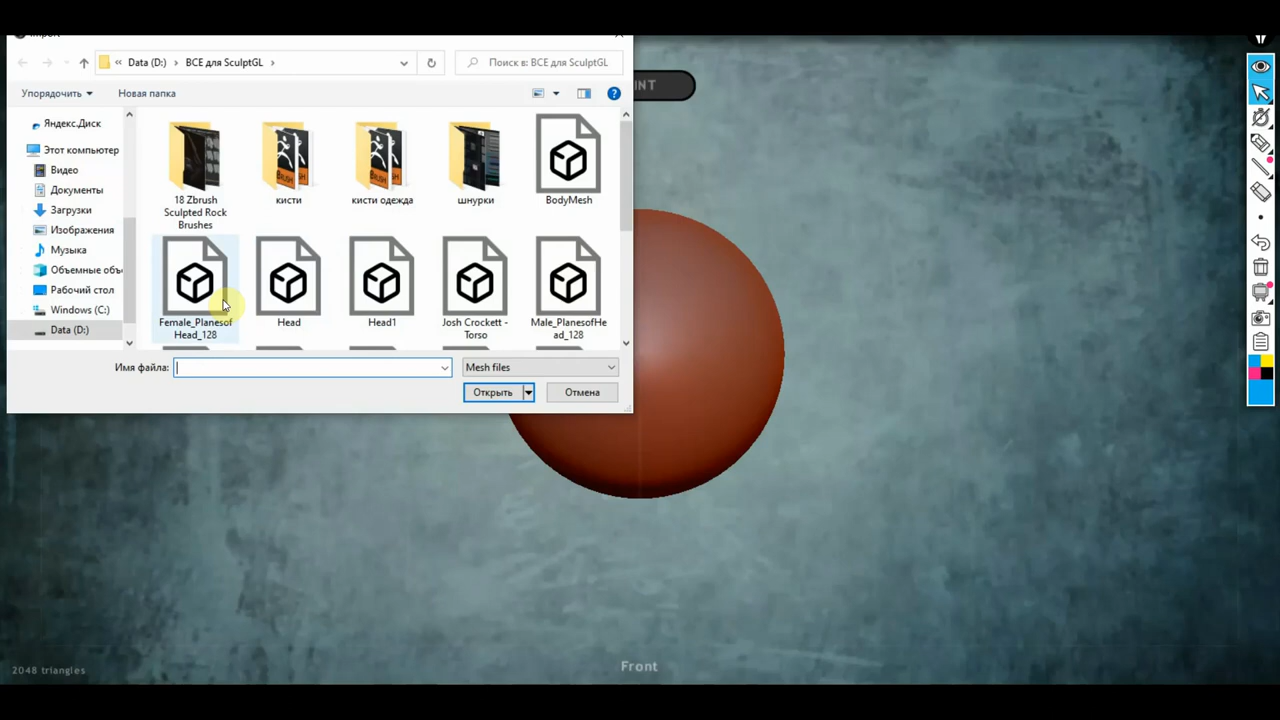 Data (D:) › ВСЕ для SculptGL ›
Поиск в: ВСЕ для SculptGL
Упорядочить
Новая папка
Яндекс.Диск
Этот компьютер
Видео
Документы
Загрузки
Изображения
Музыка
Объемные объ
Рабочий стол
Windows (C:)
Data (D:)
18 Zbrush
Sculpted Rock
Brushes
кисти
кисти одежда
шнурки
BodyMesh
Female_Planesof
Head_128
Head
Head1
Josh Crockett -
Torso
Male_PlanesofHe
ad_128
Имя файла:
Mesh files
Открыть
Отмена
2048 triangles
Front